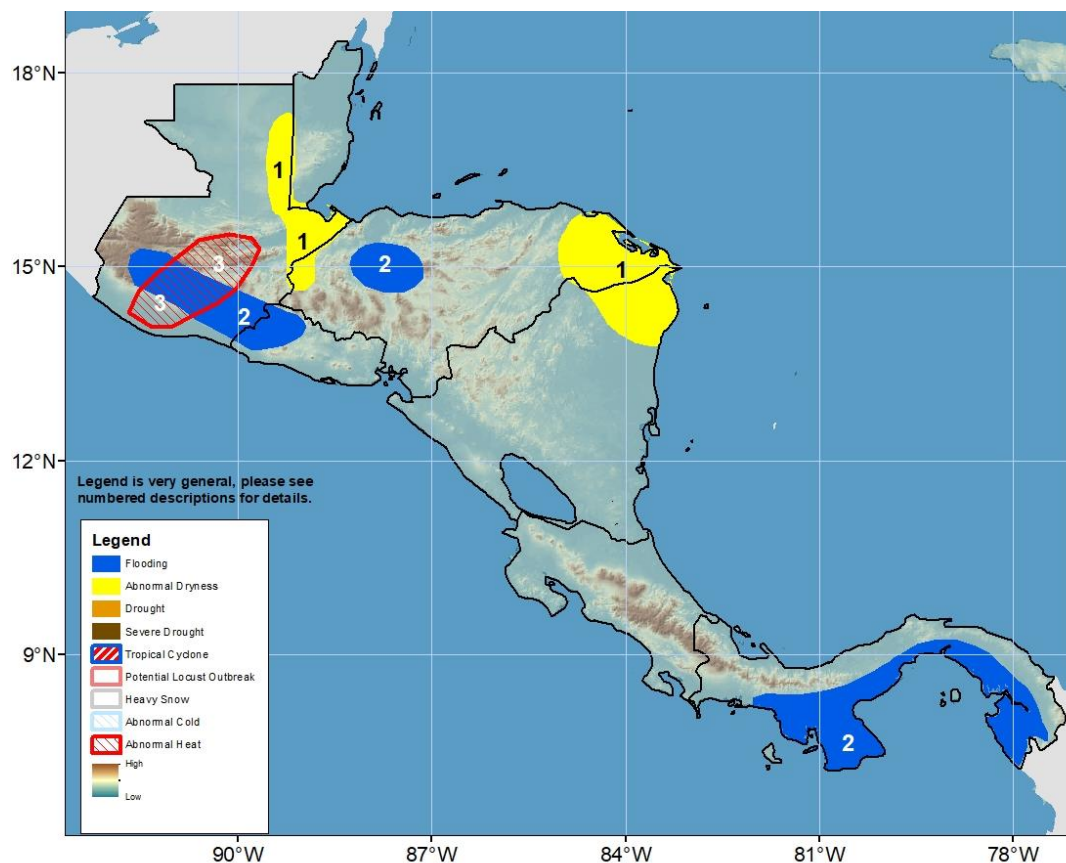 18°N
1
1
15°N
3
2
1
3
2
12°N
Legend is very general, please see
numbered descriptions for details.
Legend
Flooding
Abnormal Dryness
Drought
Severe Drought
Tropical Cyclone
Potential Locust Outbreak
Heavy Snow
Abnormal Cold
Abnormal Heat
High
Low
9°N
2
90°W
87°W
84°W
81°W
78°W